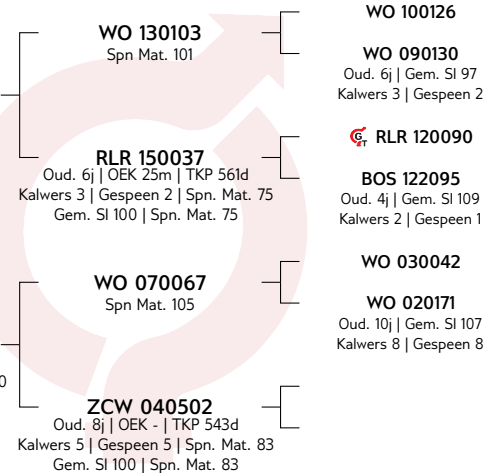 WO 130103
Spn Mat. 101
RLR 150037
Oud. 6j | OEK 25m | TKP 561d
Kalwers 3 | Gespeen 2 | Spn. Mat. 75
Gem. SI 100 | Spn. Mat. 75
WO 070067
Spn Mat. 105
0
ZCW 040502
Oud. 8j | OEK - | TKP 543d
Kalwers 5 | Gespeen 5 | Spn. Mat. 83
Gem. SI 100 | Spn. Mat. 83
WO 100126
WO 090130
Oud. 6j | Gem. SI 97
Kalwers 3 | Gespeen 2
GT RLR 120090
BOS 122095
Oud. 4j | Gem. SI 109
Kalwers 2 | Gespeen 1
WO 030042
WO 020171
Oud. 10j | Gem. SI 107
Kalwers 8 | Gespeen 8